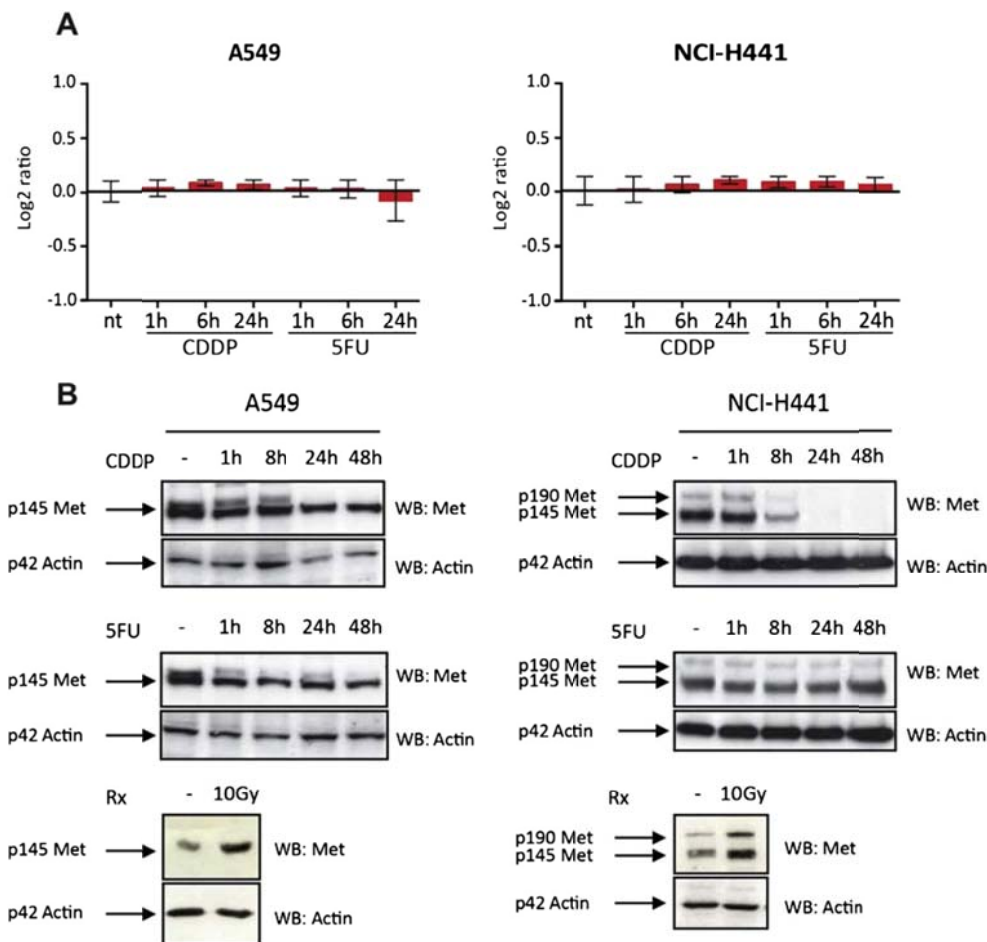 A
A549
NCI-H441
Log2 ratio
1.0
0.5
0.0
-0.5
-1.0
nt 1h 6h 24h 1h 6h 24h
CDDP 5FU
Log2 ratio
1.0
0.5
0.0
-0.5
-1.0
nt 1h 6h 24h 1h 6h 24h
CDDP 5FU
B
A549
CDDP - 1h 8h 24h 48h
p145 Met WB: Met
p42 Actin WB: Actin
5FU - 1h 8h 24h 48h
p145 Met WB: Met
p42 Actin WB: Actin
Rx - 10Gy
p145 Met WB: Met
p42 Actin WB: Actin
NCI-H441
CDDP - 1h 8h 24h 48h
p190 Met
p145 Met WB: Met
p42 Actin WB: Actin
5FU - 1h 8h 24h 48h
p190 Met
p145 Met WB: Met
p42 Actin WB: Actin
Rx - 10Gy
p190 Met
p145 Met WB: Met
p42 Actin WB: Actin